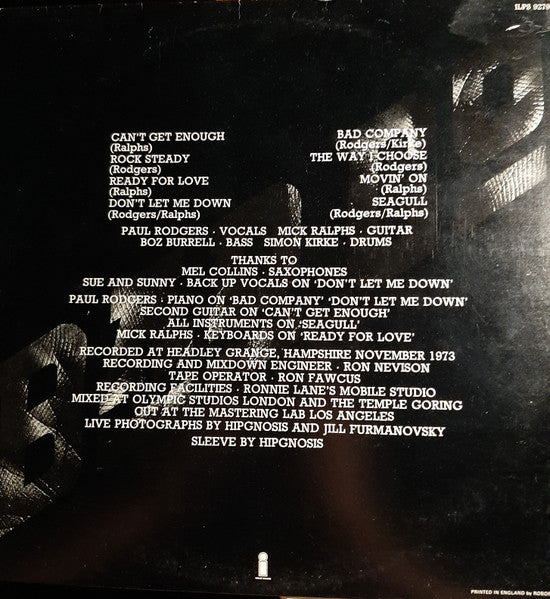 ILPS 9279
CAN'T GET ENOUGH
(Ralphs)
ROCK STEADY
(Rodgers)
READY FOR LOVE
(Ralphs)
DON'T LET ME DOWN
(Rodgers/Ralphs)
BAD COMPANY
(Rodgers/Kirke)
THE WAY I CHOOSE
(Rodgers)
MOVIN' ON
(Ralphs)
SEAGULL
(Rodgers/Ralphs)
PAUL RODGERS · VOCALS MICK RALPHS · GUITAR
BOZ BURRELL · BASS SIMON KIRKE · DRUMS
THANKS TO
MEL COLLINS · SAXOPHONES
SUE AND SUNNY · BACK UP VOCALS ON 'DON'T LET ME DOWN'
PAUL RODGERS · PIANO ON 'BAD COMPANY' 'DON'T LET ME DOWN'
SECOND GUITAR ON 'CAN'T GET ENOUGH'
ALL INSTRUMENTS ON 'SEAGULL'
MICK RALPHS · KEYBOARDS ON 'READY FOR LOVE'
RECORDED AT HEADLEY GRANGE, HAMPSHIRE NOVEMBER 1973
RECORDING AND MIXDOWN ENGINEER · RON NEVISON
TAPE OPERATOR · RON FAWCUS
RECORDING FACILITIES · RONNIE LANE'S MOBILE STUDIO
MIXED AT OLYMPIC STUDIOS LONDON AND THE TEMPLE GORING
CUT AT THE MASTERING LAB LOS ANGELES
LIVE PHOTOGRAPHS BY HIPGNOSIS AND JILL FURMANOVSKY
SLEEVE BY HIPGNOSIS
PRINTED IN ENGLAND by ROBOR